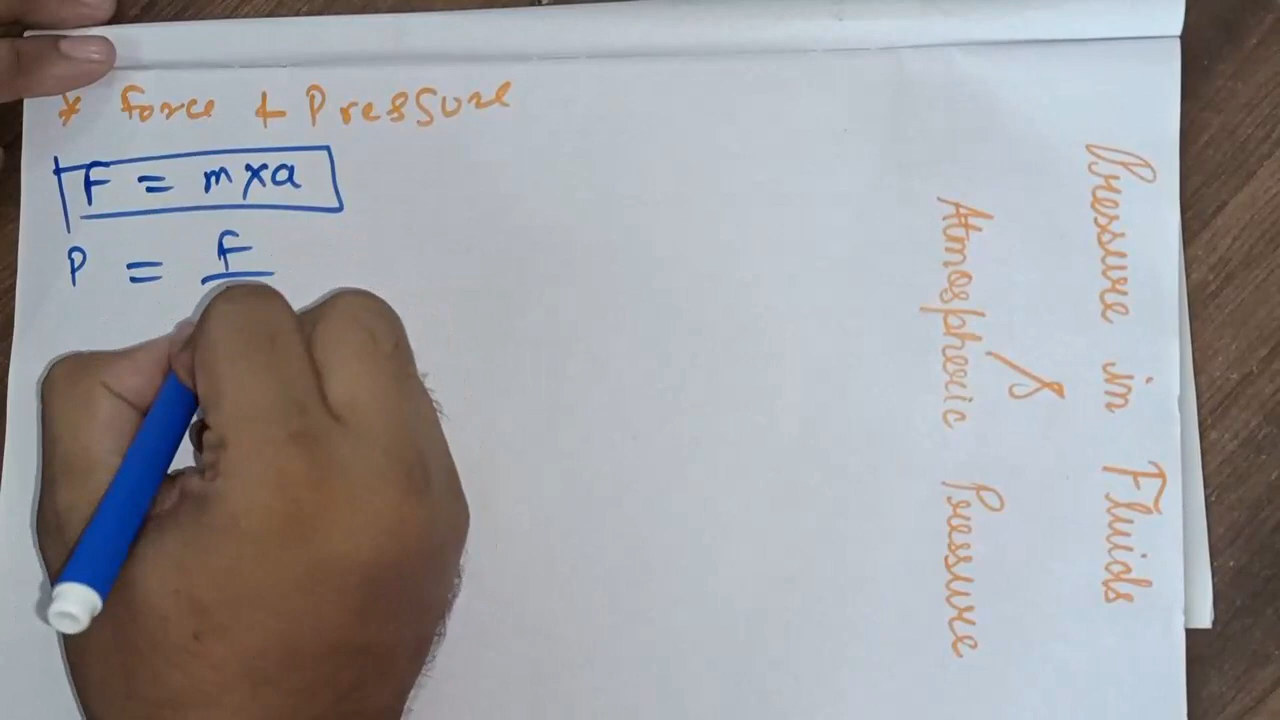 * Force + Pressure
F = m×a
P = F
Pressure in Fluids
&
Atmospheric Pressure